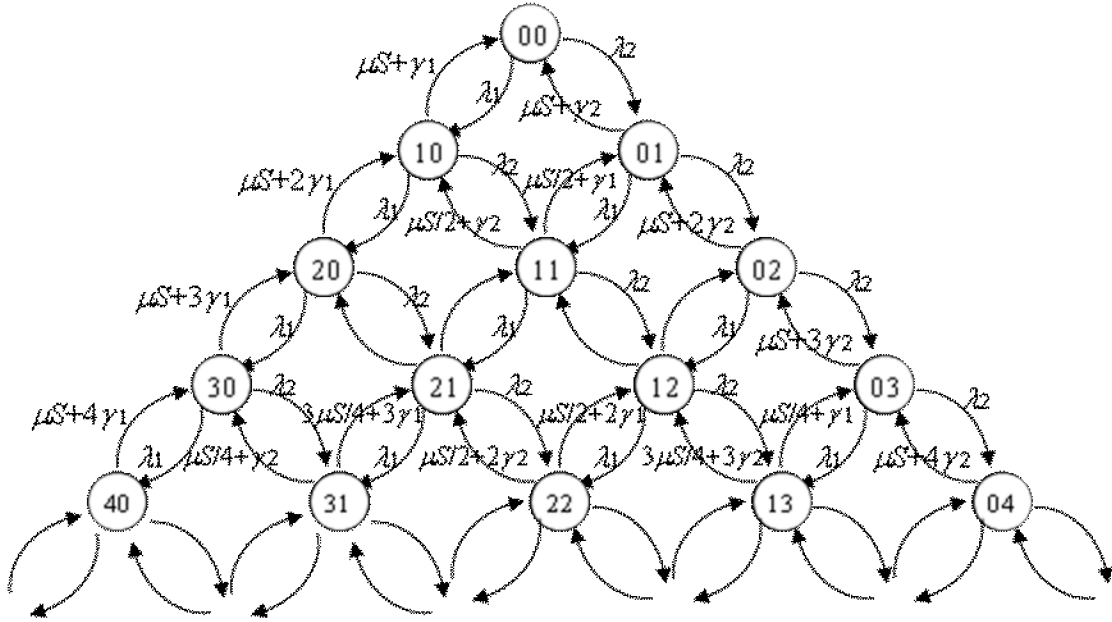 00
λ2
μS+γ1
λ1
μS+γ2
10
01
λ2
μS/2+γ1
λ2
μS+2γ1
λ1
μS/2+γ2
λ1
μS+2γ2
20
11
02
μS+3γ1
λ2
λ2
λ2
λ1
λ1
λ1
μS+3γ2
30
21
12
03
μS+4γ1
λ2
3μS/4+3γ1
λ2
μS/2+2γ1
λ2
μS/4+γ1
λ2
λ1
μS/4+γ2
λ1
μS/2+2γ2
λ1
3μS/4+3γ2
λ1
μS+4γ2
40
31
22
13
04